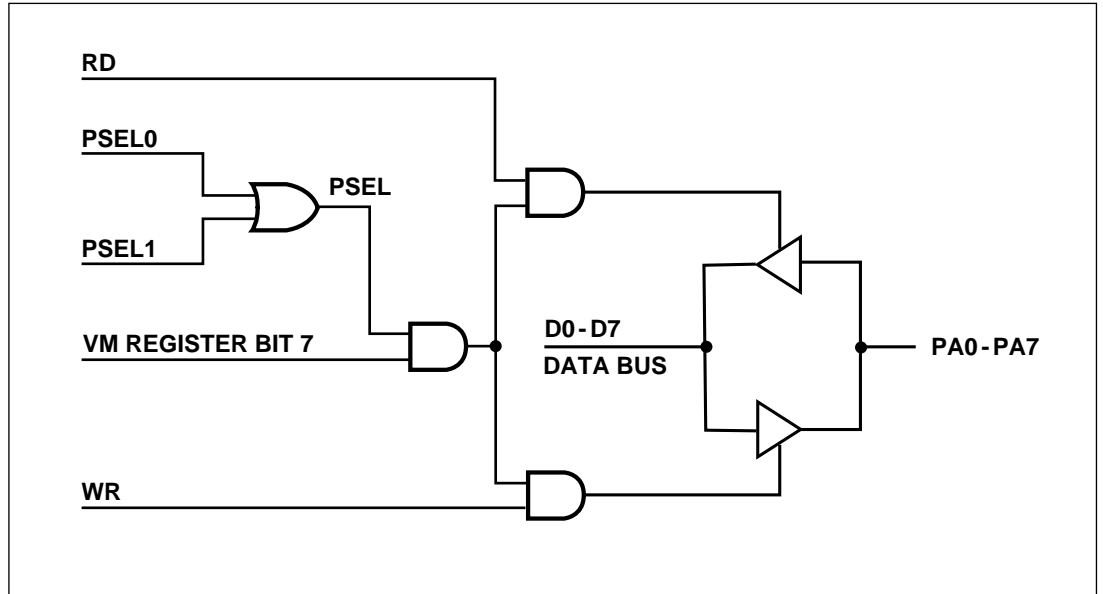 RD
PSEL0
PSEL
PSEL1
VM REGISTER BIT 7
D0 - D7
DATA BUS
PA0 - PA7
WR